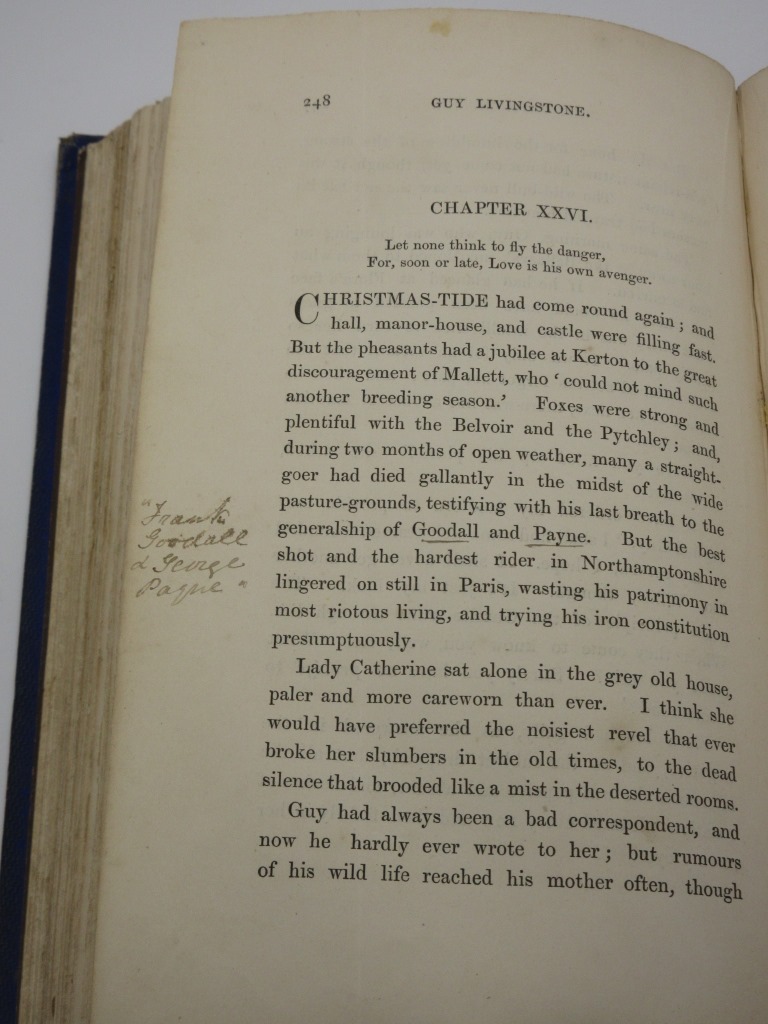 248
GUY LIVINGSTONE.
CHAPTER XXVI.
Let none think to fly the danger,
For, soon or late, Love is his own avenger.
CHRISTMAS-TIDE had come round again; and
hall, manor-house, and castle were filling fast.
But the pheasants had a jubilee at Kerton to the great
discouragement of Mallett, who ‘could not mind such
another breeding season.’ Foxes were strong and
plentiful with the Belvoir and the Pytchley; and,
during two months of open weather, many a straight-
goer had died gallantly in the midst of the wide
pasture-grounds, testifying with his last breath to the
generalship of Goodall and Payne. But the best
shot and the hardest rider in Northamptonshire
lingered on still in Paris, wasting his patrimony in
most riotous living, and trying his iron constitution
presumptuously.
Lady Catherine sat alone in the grey old house,
paler and more careworn than ever. I think she
would have preferred the noisiest revel that ever
broke her slumbers in the old times, to the dead
silence that brooded like a mist in the deserted rooms.
Guy had always been a bad correspondent, and
now he hardly ever wrote to her; but rumours
of his wild life reached his mother often, though
"Frank
Goodall
& George
Payne"